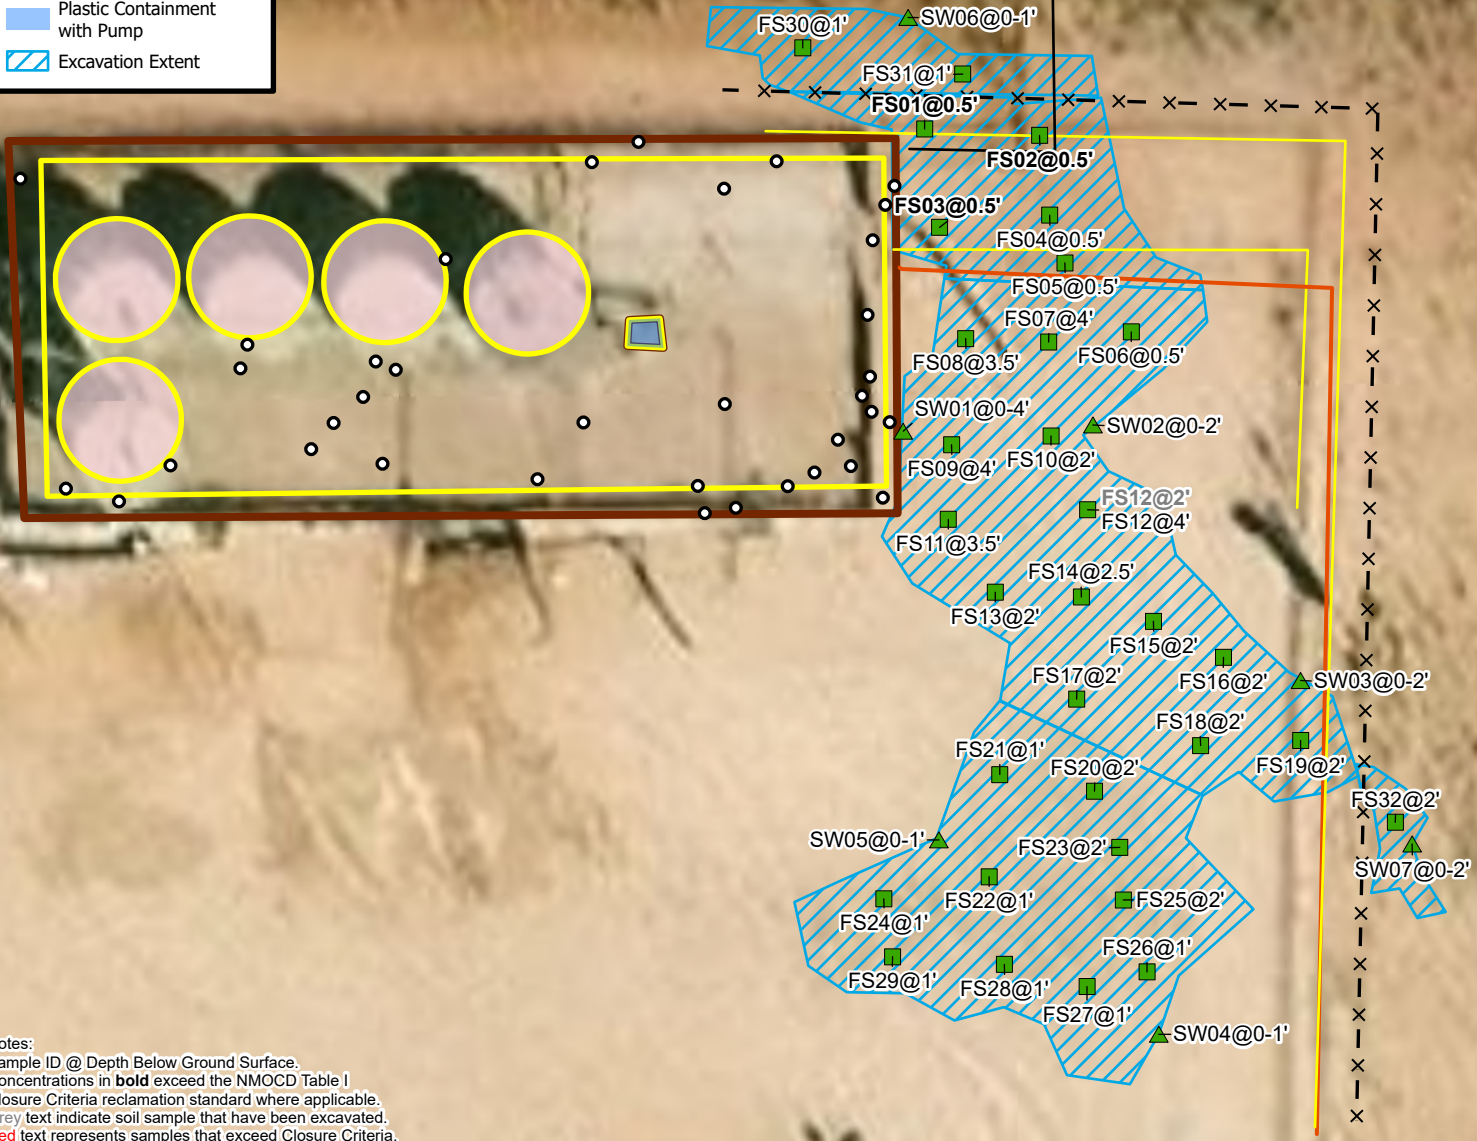 Plastic Containment
with Pump
Excavation Extent
FS30@1'
SW06@0-1'
FS31@1'
FS01@0.5'
FS02@0.5'
FS03@0.5'
FS04@0.5'
FS05@0.5'
FS07@4'
FS06@0.5'
FS08@3.5'
SW01@0-4'
SW02@0-2'
FS10@2'
FS09@4'
FS12@2'
FS12@4'
FS11@3.5'
FS14@2.5'
FS13@2'
FS15@2'
FS17@2'
FS16@2'
SW03@0-2'
FS18@2'
FS21@1'
FS20@2'
FS19@2'
FS32@2'
SW05@0-1'
FS23@2'
SW07@0-2'
FS22@1'
FS25@2'
FS24@1'
FS26@1'
FS29@1'
FS28@1'
FS27@1'
SW04@0-1'
otes:
ample ID @ Depth Below Ground Surface.
oncentrations in bold exceed the NMOCD Table I
losure Criteria reclamation standard where applicable.
rey text indicate soil sample that have been excavated.
ed text represents samples that exceed Closure Criteria.